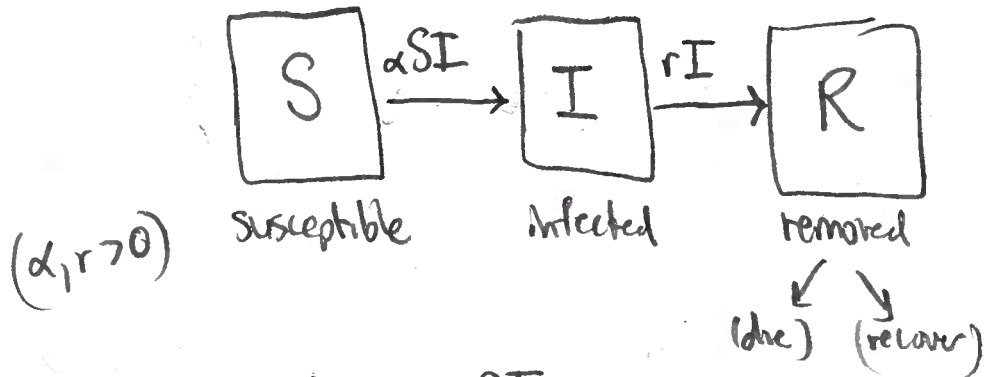 S αSI I rI R
susceptible infected removed
(α, r > 0)
(die) (recover)